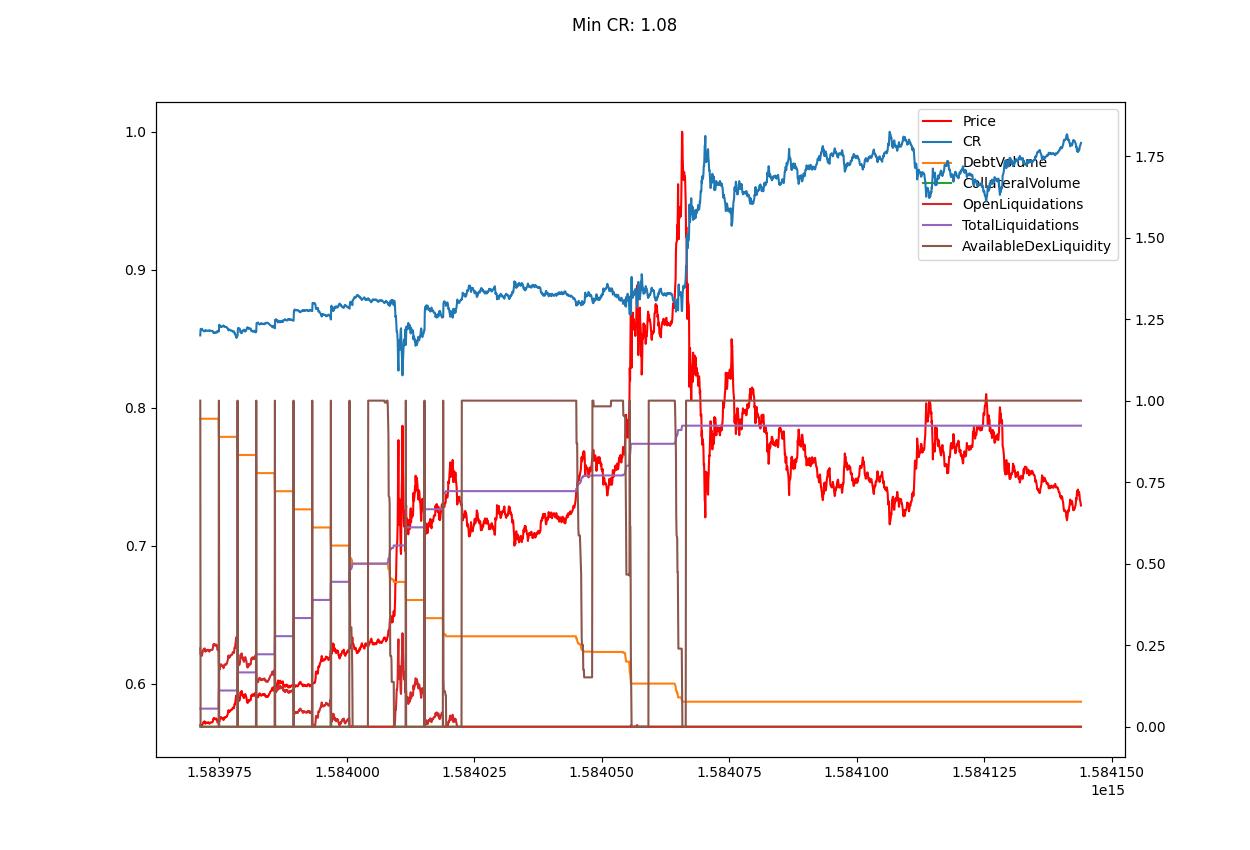 Min CR: 1.08
1.0
0.9
0.8
0.7
0.6
1.75
1.50
1.25
1.00
0.75
0.50
0.25
0.00
Price
CR
DebtVolume
CollateralVolume
OpenLiquidations
TotalLiquidations
AvailableDexLiquidity
1.583975 1.584000 1.584025 1.584050 1.584075 1.584100 1.584125 1.584150
1e15